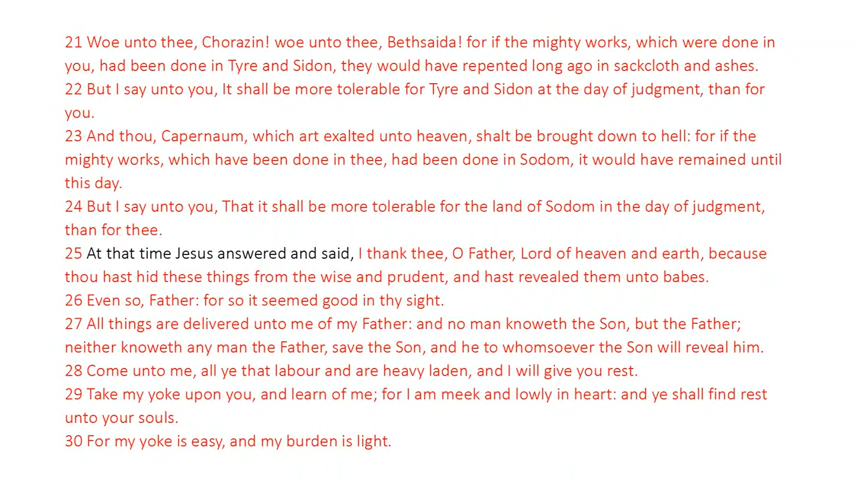 21 Woe unto thee, Chorazin! woe unto thee, Bethsaida! for if the mighty works, which were done in
you, had been done in Tyre and Sidon, they would have repented long ago in sackcloth and ashes.
22 But I say unto you, It shall be more tolerable for Tyre and Sidon at the day of judgment, than for
you.
23 And thou, Capernaum, which art exalted unto heaven, shalt be brought down to hell: for if the
mighty works, which have been done in thee, had been done in Sodom, it would have remained until
this day.
24 But I say unto you, That it shall be more tolerable for the land of Sodom in the day of judgment,
than for thee.
25 At that time Jesus answered and said, I thank thee, O Father, Lord of heaven and earth, because
thou hast hid these things from the wise and prudent, and hast revealed them unto babes.
26 Even so, Father: for so it seemed good in thy sight.
27 All things are delivered unto me of my Father: and no man knoweth the Son, but the Father;
neither knoweth any man the Father, save the Son, and he to whomsoever the Son will reveal him.
28 Come unto me, all ye that labour and are heavy laden, and I will give you rest.
29 Take my yoke upon you, and learn of me; for I am meek and lowly in heart: and ye shall find rest
unto your souls.
30 For my yoke is easy, and my burden is light.